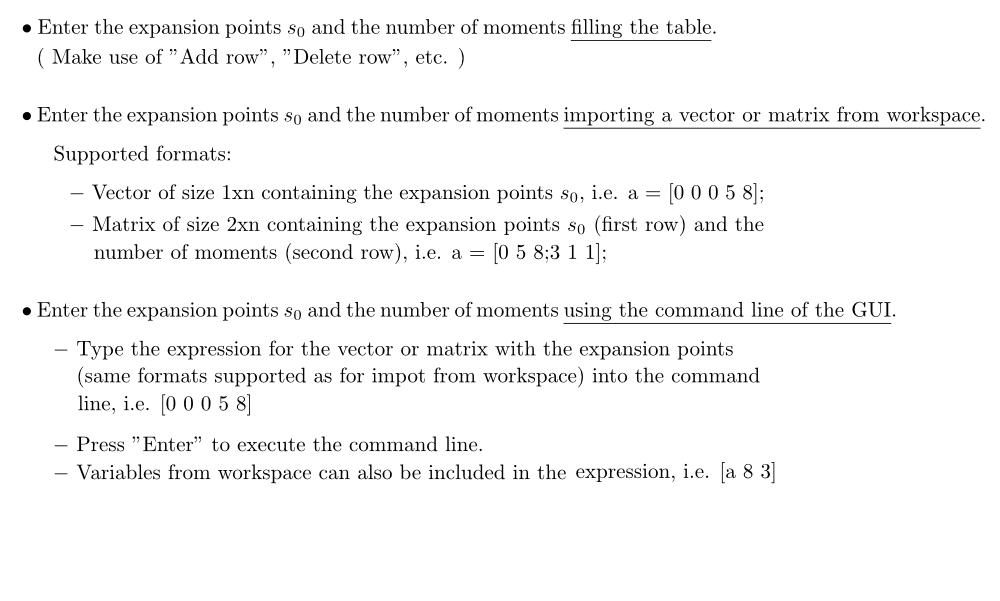 • Enter the expansion points s₀ and the number of moments filling the table.
( Make use of ”Add row”, ”Delete row”, etc. )
• Enter the expansion points s₀ and the number of moments importing a vector or matrix from workspace.
Supported formats:
– Vector of size 1xn containing the expansion points s₀, i.e. a = [0 0 0 5 8];
– Matrix of size 2xn containing the expansion points s₀ (first row) and the
number of moments (second row), i.e. a = [0 5 8;3 1 1];
• Enter the expansion points s₀ and the number of moments using the command line of the GUI.
– Type the expression for the vector or matrix with the expansion points
(same formats supported as for impot from workspace) into the command
line, i.e. [0 0 0 5 8]
– Press ”Enter” to execute the command line.
– Variables from workspace can also be included in the expression, i.e. [a 8 3]